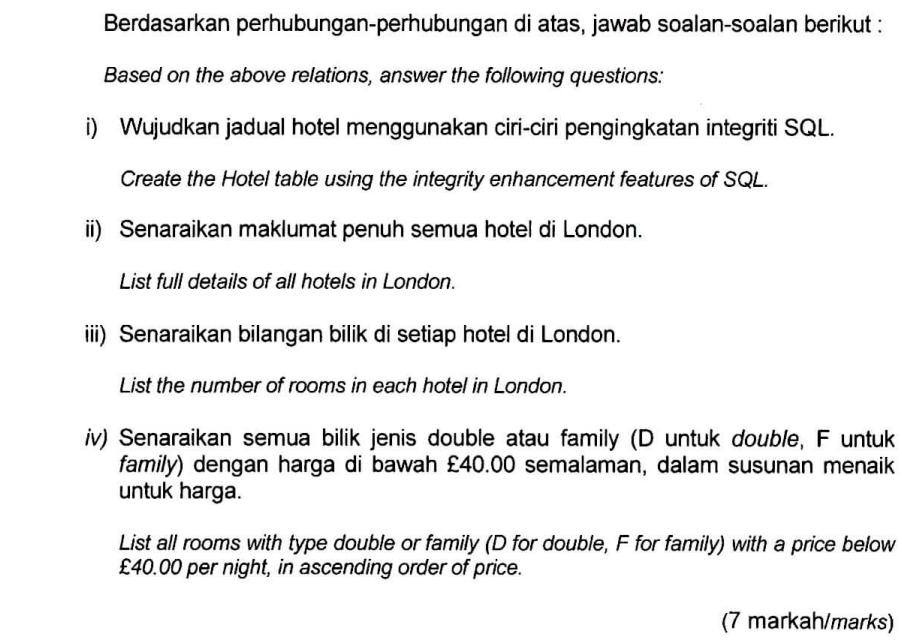 Berdasarkan perhubungan-perhubungan di atas, jawab soalan-soalan berikut :
Based on the above relations, answer the following questions:
i) Wujudkan jadual hotel menggunakan ciri-ciri pengingkatan integriti SQL.
Create the Hotel table using the integrity enhancement features of SQL.
ii) Senaraikan maklumat penuh semua hotel di London.
List full details of all hotels in London.
iii) Senaraikan bilangan bilik di setiap hotel di London.
List the number of rooms in each hotel in London.
iv) Senaraikan semua bilik jenis double atau family (D untuk double, F untuk
family) dengan harga di bawah £40.00 semalaman, dalam susunan menaik
untuk harga.
List all rooms with type double or family (D for double, F for family) with a price below
£40.00 per night, in ascending order of price.
(7 markah/marks)